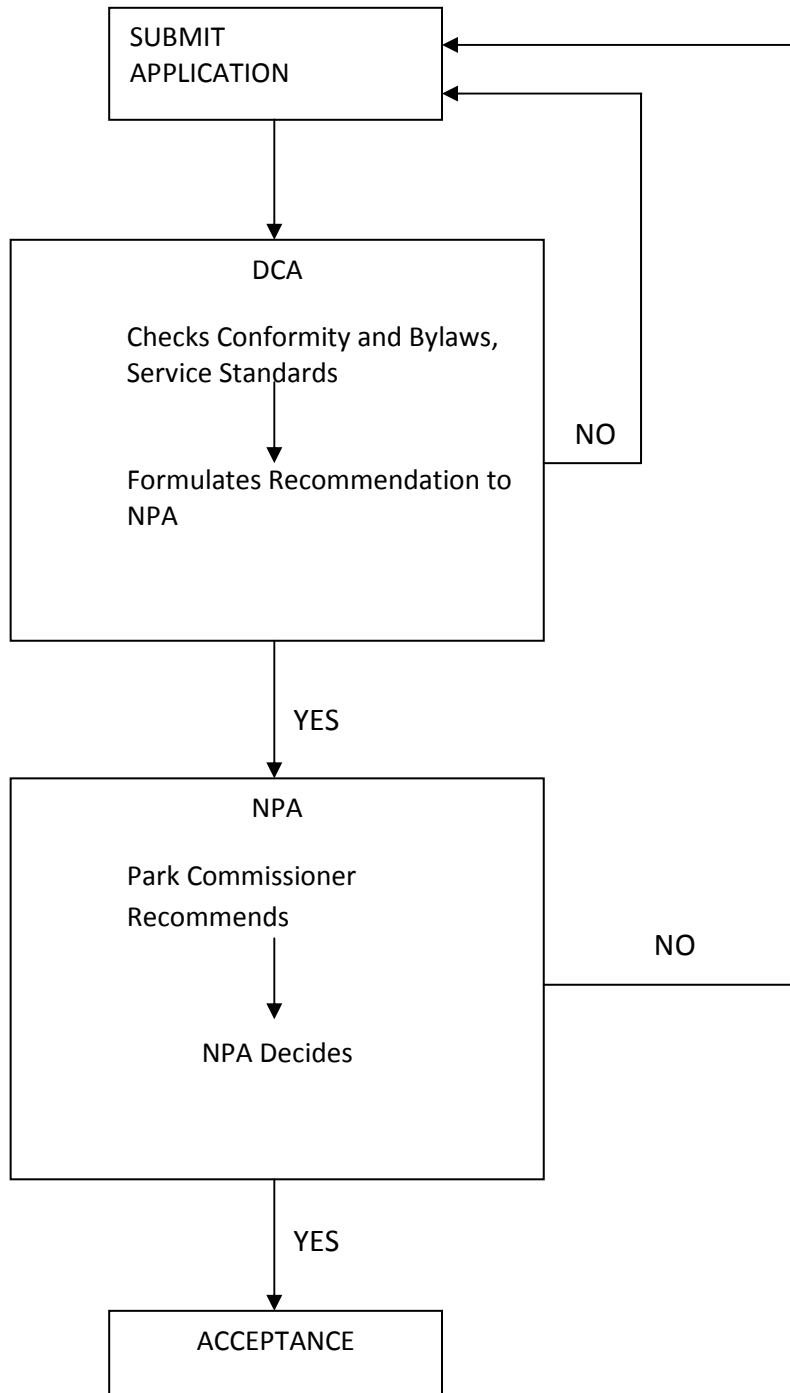 SUBMIT
APPLICATION
DCA
Checks Conformity and Bylaws,
Service Standards
NO
Formulates Recommendation to
NPA
YES
NPA
Park Commissioner
Recommends
NO
NPA Decides
YES
ACCEPTANCE